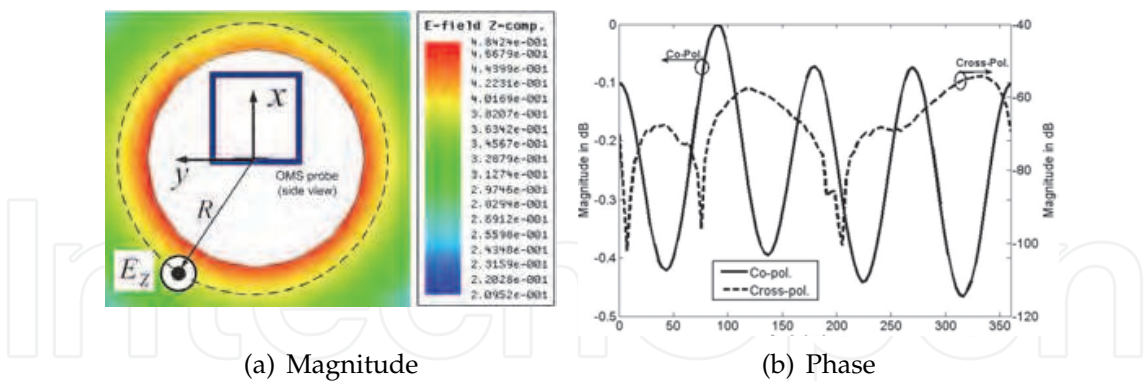 E-field Z-comp.
4.8424e-001
4.6679e-001
4.4399e-001
4.2231e-001
4.0169e-001
3.8207e-001
3.6342e-001
3.4567e-001
3.2879e-001
3.1274e-001
2.9746e-001
2.8294e-001
2.6912e-001
2.5598e-001
2.4348e-001
2.3159e-001
2.2028e-001
2.0952e-001
x
y
OMS probe
(side view)
R
E_Z
(a) Magnitude
0
-0.1
-0.2
-0.3
-0.4
-0.5
Magnitude in dB
Co-Pol.
Cross-Pol.
Co-pol.
Cross-pol.
-40
-60
-80
-100
-120
Magnitude in dB
0
50
100
150
200
250
300
350
(b) Phase